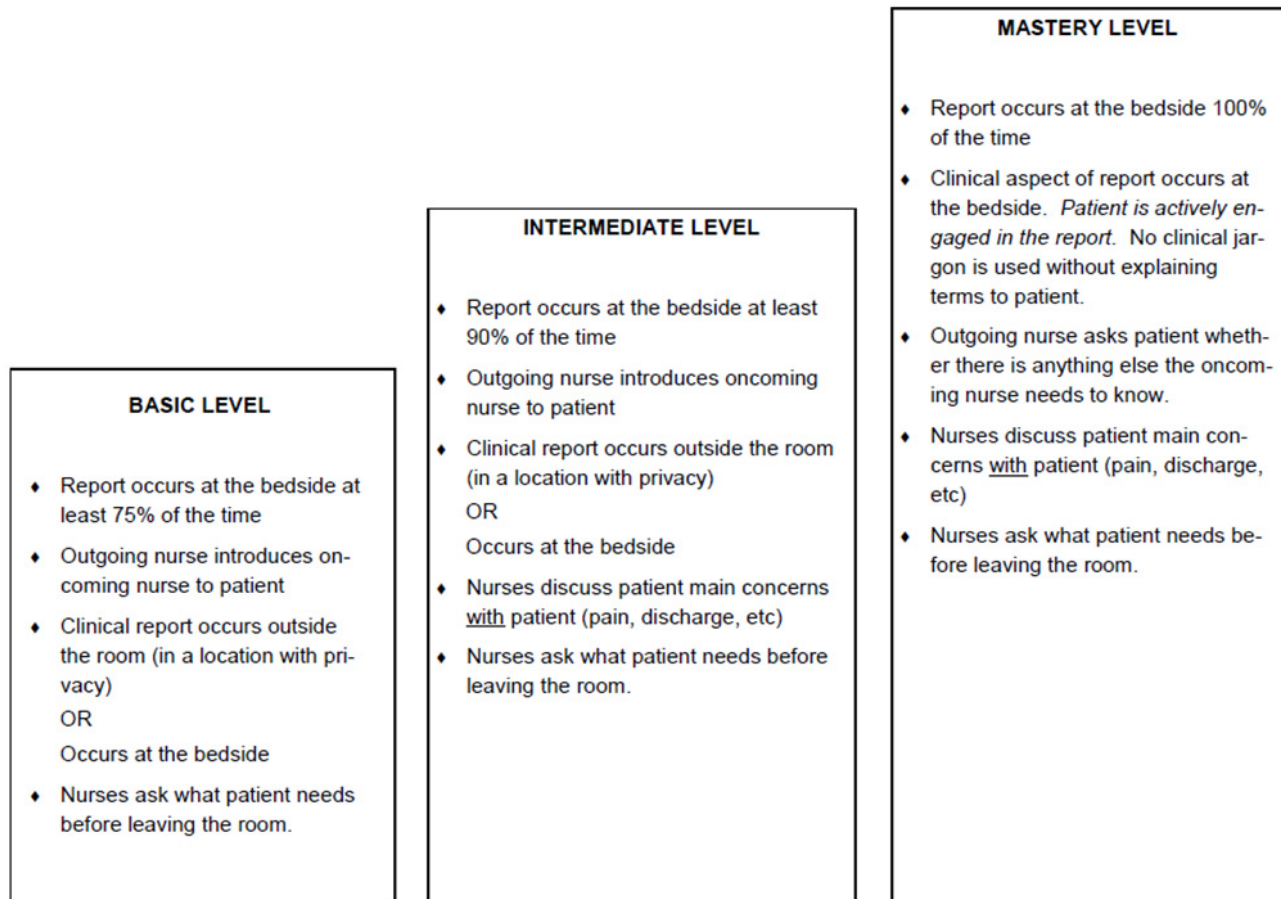 BASIC LEVEL
♦ Report occurs at the bedside at
least 75% of the time
♦ Outgoing nurse introduces on-
coming nurse to patient
♦ Clinical report occurs outside
the room (in a location with pri-
vacy)
OR
Occurs at the bedside
♦ Nurses ask what patient needs
before leaving the room.
INTERMEDIATE LEVEL
♦ Report occurs at the bedside at least
90% of the time
♦ Outgoing nurse introduces oncoming
nurse to patient
♦ Clinical report occurs outside the room
(in a location with privacy)
OR
Occurs at the bedside
♦ Nurses discuss patient main concerns
with patient (pain, discharge, etc)
♦ Nurses ask what patient needs before
leaving the room.
MASTERY LEVEL
♦ Report occurs at the bedside 100%
of the time
♦ Clinical aspect of report occurs at
the bedside. Patient is actively en-
gaged in the report. No clinical jar-
gon is used without explaining
terms to patient.
♦ Outgoing nurse asks patient wheth-
er there is anything else the oncom-
ing nurse needs to know.
♦ Nurses discuss patient main con-
cerns with patient (pain, discharge,
etc)
♦ Nurses ask what patient needs be-
fore leaving the room.